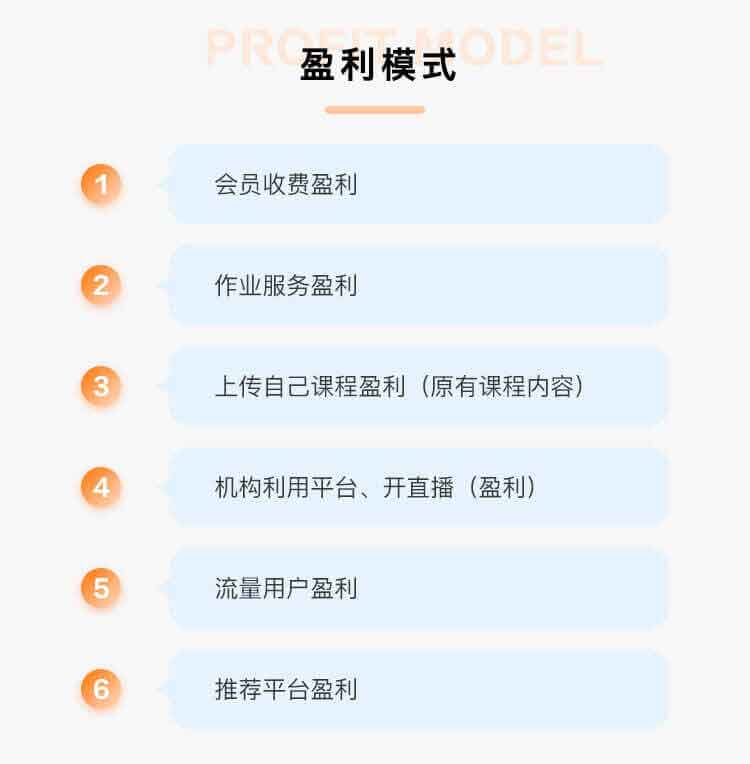 PROFIT MODEL
盈利模式
1
会员收费盈利
2
作业服务盈利
3
上传自己课程盈利（原有课程内容）
4
机构利用平台、开直播（盈利）
5
流量用户盈利
6
推荐平台盈利